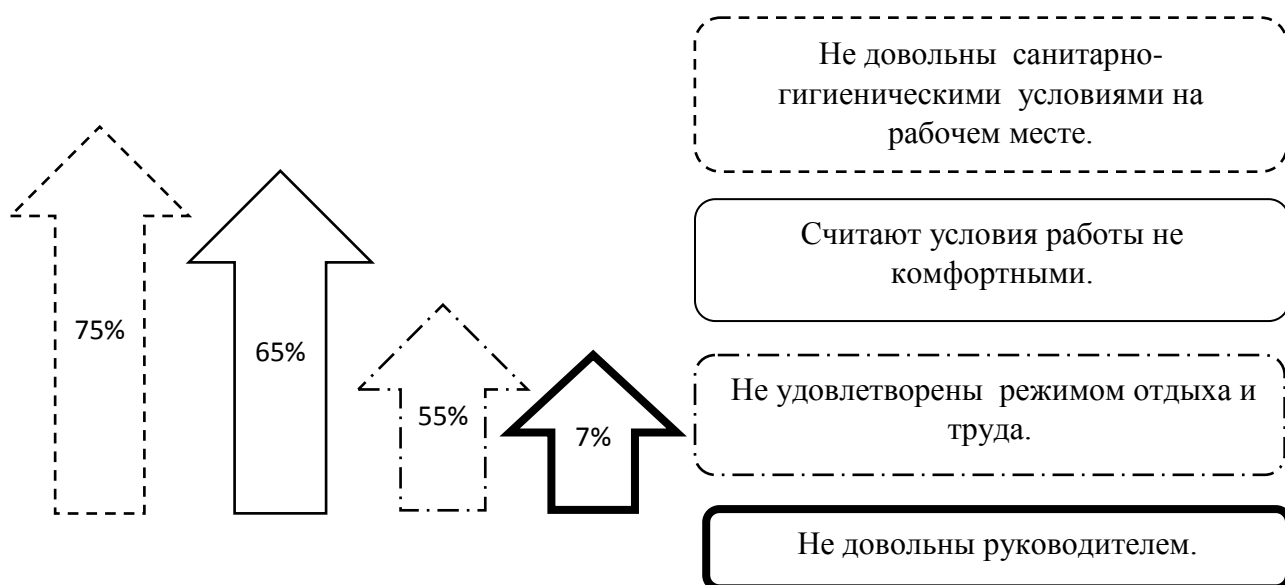 Не довольны санитарно-
гигиеническими условиями на
рабочем месте.
Считают условия работы не
комфортными.
75%
65%
55%
7%
Не удовлетворены режимом отдыха и
труда.
Не довольны руководителем.